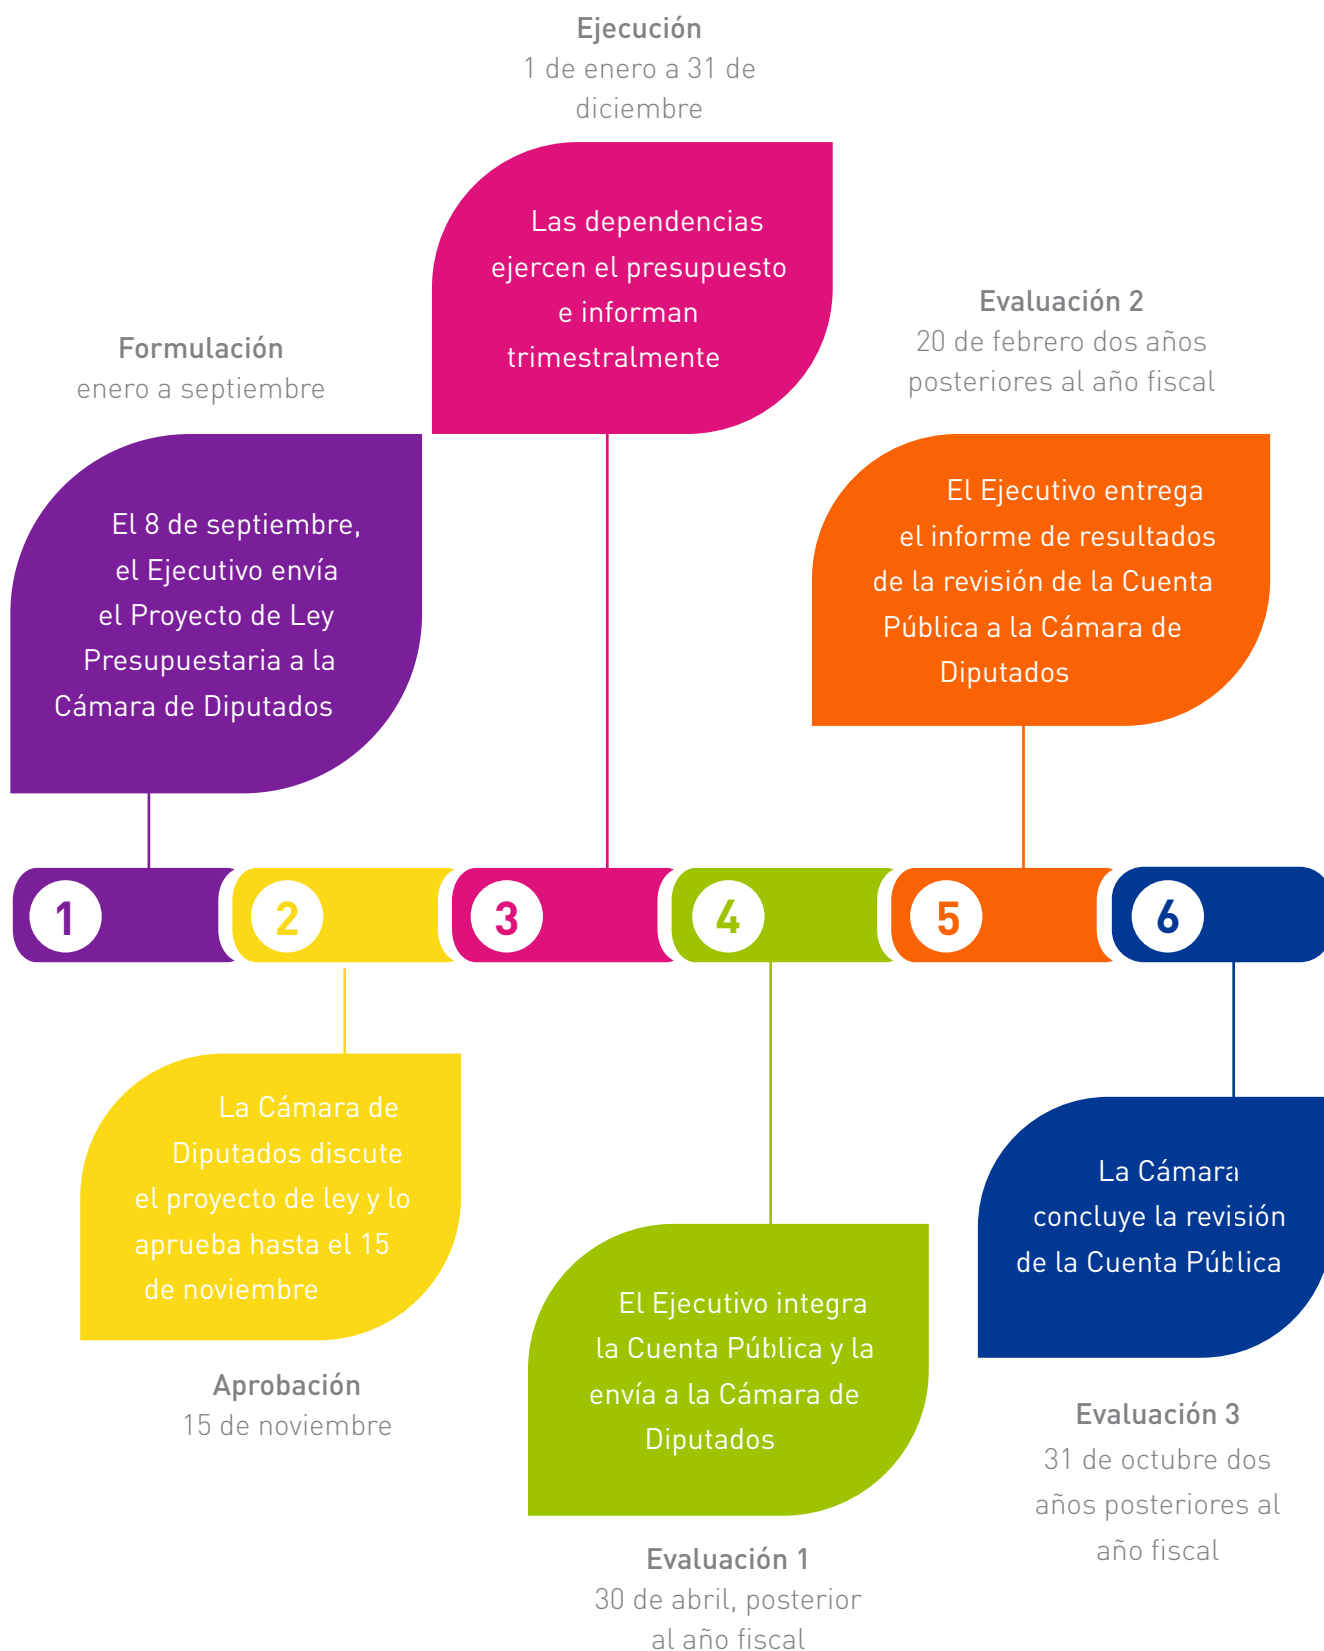 Ejecución
1 de enero a 31 de
diciembre
Las dependencias
ejercen el presupuesto
e informan
trimestralmente
Evaluación 2
20 de febrero dos años
posteriores al año fiscal
Formulación
enero a septiembre
El Ejecutivo entrega
el informe de resultados
de la revisión de la Cuenta
Pública a la Cámara de
Diputados
El 8 de septiembre,
el Ejecutivo envía
el Proyecto de Ley
Presupuestaria a la
Cámara de Diputados
1
2
3
4
5
6
La Cámara de
Diputados discute
el proyecto de ley y lo
aprueba hasta el 15
de noviembre
Aprobación
15 de noviembre
El Ejecutivo integra
la Cuenta Pública y la
envía a la Cámara de
Diputados
Evaluación 1
30 de abril, posterior
al año fiscal
La Cámara
concluye la revisión
de la Cuenta Pública
Evaluación 3
31 de octubre dos
años posteriores al
año fiscal